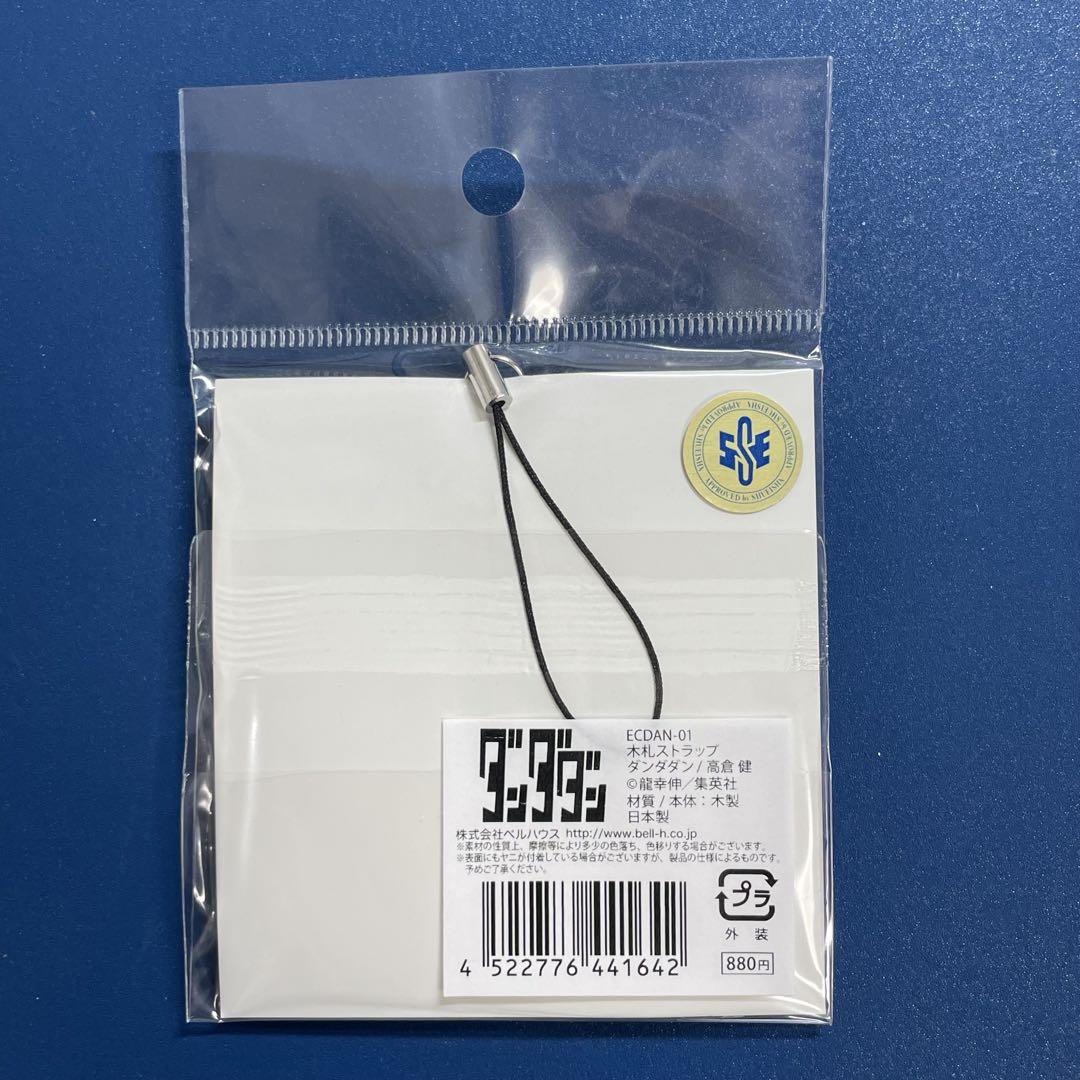 APPROVED by SHUEISHA APPROVED by SHUEISHA
SSE
ダンダダン
ECDAN-01
木札ストラップ
ダンダダン / 高倉 健
©龍幸伸／集英社
材質 / 本体：木製
日本製
株式会社ベルハウス http://www.bell-h.co.jp
※素材の性質上、摩擦等により多少の色落ち、色移りする場合がございます。
※表面にもヤニが付着している場合がございますが、製品の仕様によるものです。
予めご了承ください。
プラ
外 装
4 522776 441642
880円